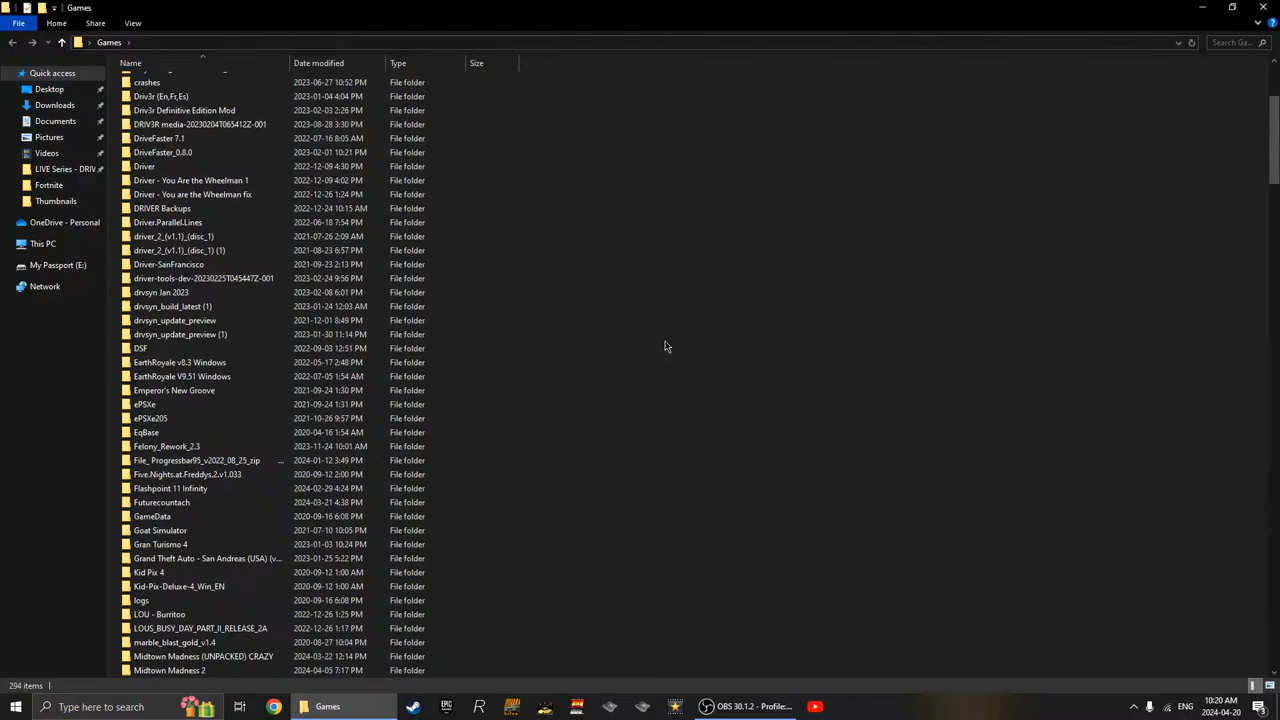 Games
File
Home
Share
View
Games
Search Ga...
Name
Date modified
Type
Size
Quick access
Desktop
Downloads
Documents
Pictures
Videos
LIVE Series - DRIV
Fortnite
Thumbnails
OneDrive - Personal
This PC
My Passport (E:)
Network
crashes 2023-06-27 10:52 PM File folder
Driv3r (En,Fr,Es) 2023-01-04 4:04 PM File folder
Driv3r Definitive Edition Mod 2023-02-03 2:26 PM File folder
DRIV3R media-20230204T065412Z-001 2023-08-28 3:30 PM File folder
DriveFaster 7.1 2022-07-16 8:05 AM File folder
DriveFaster_0.8.0 2023-02-01 10:21 PM File folder
Driver 2022-12-09 4:30 PM File folder
Driver - You Are the Wheelman 1 2022-12-09 4:02 PM File folder
Driver - You are the Wheelman fix 2022-12-26 1:24 PM File folder
DRIVER Backups 2022-12-24 10:15 AM File folder
Driver.Parallel.Lines 2022-06-18 7:54 PM File folder
driver_2_(v1.1)_(disc_1) 2021-07-26 2:09 AM File folder
driver_2_(v1.1)_(disc_1) (1) 2021-08-23 6:57 PM File folder
Driver-SanFrancisco 2021-09-23 2:13 PM File folder
driver-tools-dev-20230225T045447Z-001 2023-02-24 9:56 PM File folder
drvsyn Jan 2023 2023-02-08 6:01 PM File folder
drvsyn_build_latest (1) 2023-01-24 12:03 AM File folder
drvsyn_update_preview 2021-12-01 8:49 PM File folder
drvsyn_update_preview (1) 2023-01-30 11:14 PM File folder
DSF 2022-09-03 12:51 PM File folder
EarthRoyale v8.3 Windows 2022-05-17 2:48 PM File folder
EarthRoyale V9.51 Windows 2022-07-05 1:54 AM File folder
Emperor's New Groove 2021-09-24 1:30 PM File folder
ePSXe 2021-09-24 1:31 PM File folder
ePSXe205 2021-10-26 9:57 PM File folder
EqBase 2020-04-16 1:54 AM File folder
Felony_Rework_2.3 2023-11-24 10:01 AM File folder
File_ Progressbar95_v2022_08_25_zip ... 2024-01-12 3:49 PM File folder
Five.Nights.at.Freddys.2.v1.033 2020-09-12 2:00 PM File folder
Flashpoint 11 Infinity 2024-02-29 4:24 PM File folder
Futurecountach 2024-03-21 4:38 PM File folder
GameData 2020-09-16 6:08 PM File folder
Goat Simulator 2021-07-10 10:05 PM File folder
Gran Turismo 4 2023-01-03 10:24 PM File folder
Grand Theft Auto - San Andreas (USA) (v... 2023-01-25 5:22 PM File folder
Kid Pix 4 2020-09-12 1:00 AM File folder
Kid-Pix-Deluxe-4_Win_EN 2020-09-12 1:00 AM File folder
logs 2020-09-16 6:08 PM File folder
LOU - Burritoo 2022-12-26 1:25 PM File folder
LOUS_BUSY_DAY_PART_II_RELEASE_2A 2022-12-26 1:17 PM File folder
marble_blast_gold_v1.4 2020-08-27 10:04 PM File folder
Midtown Madness (UNPACKED) CRAZY 2024-03-22 12:14 PM File folder
Midtown Madness 2 2024-04-05 7:17 PM File folder
294 items
Type here to search
Games
EPIC
OBS 30.1.2 - Profile:...
ENG
10:20 AM
2024-04-20